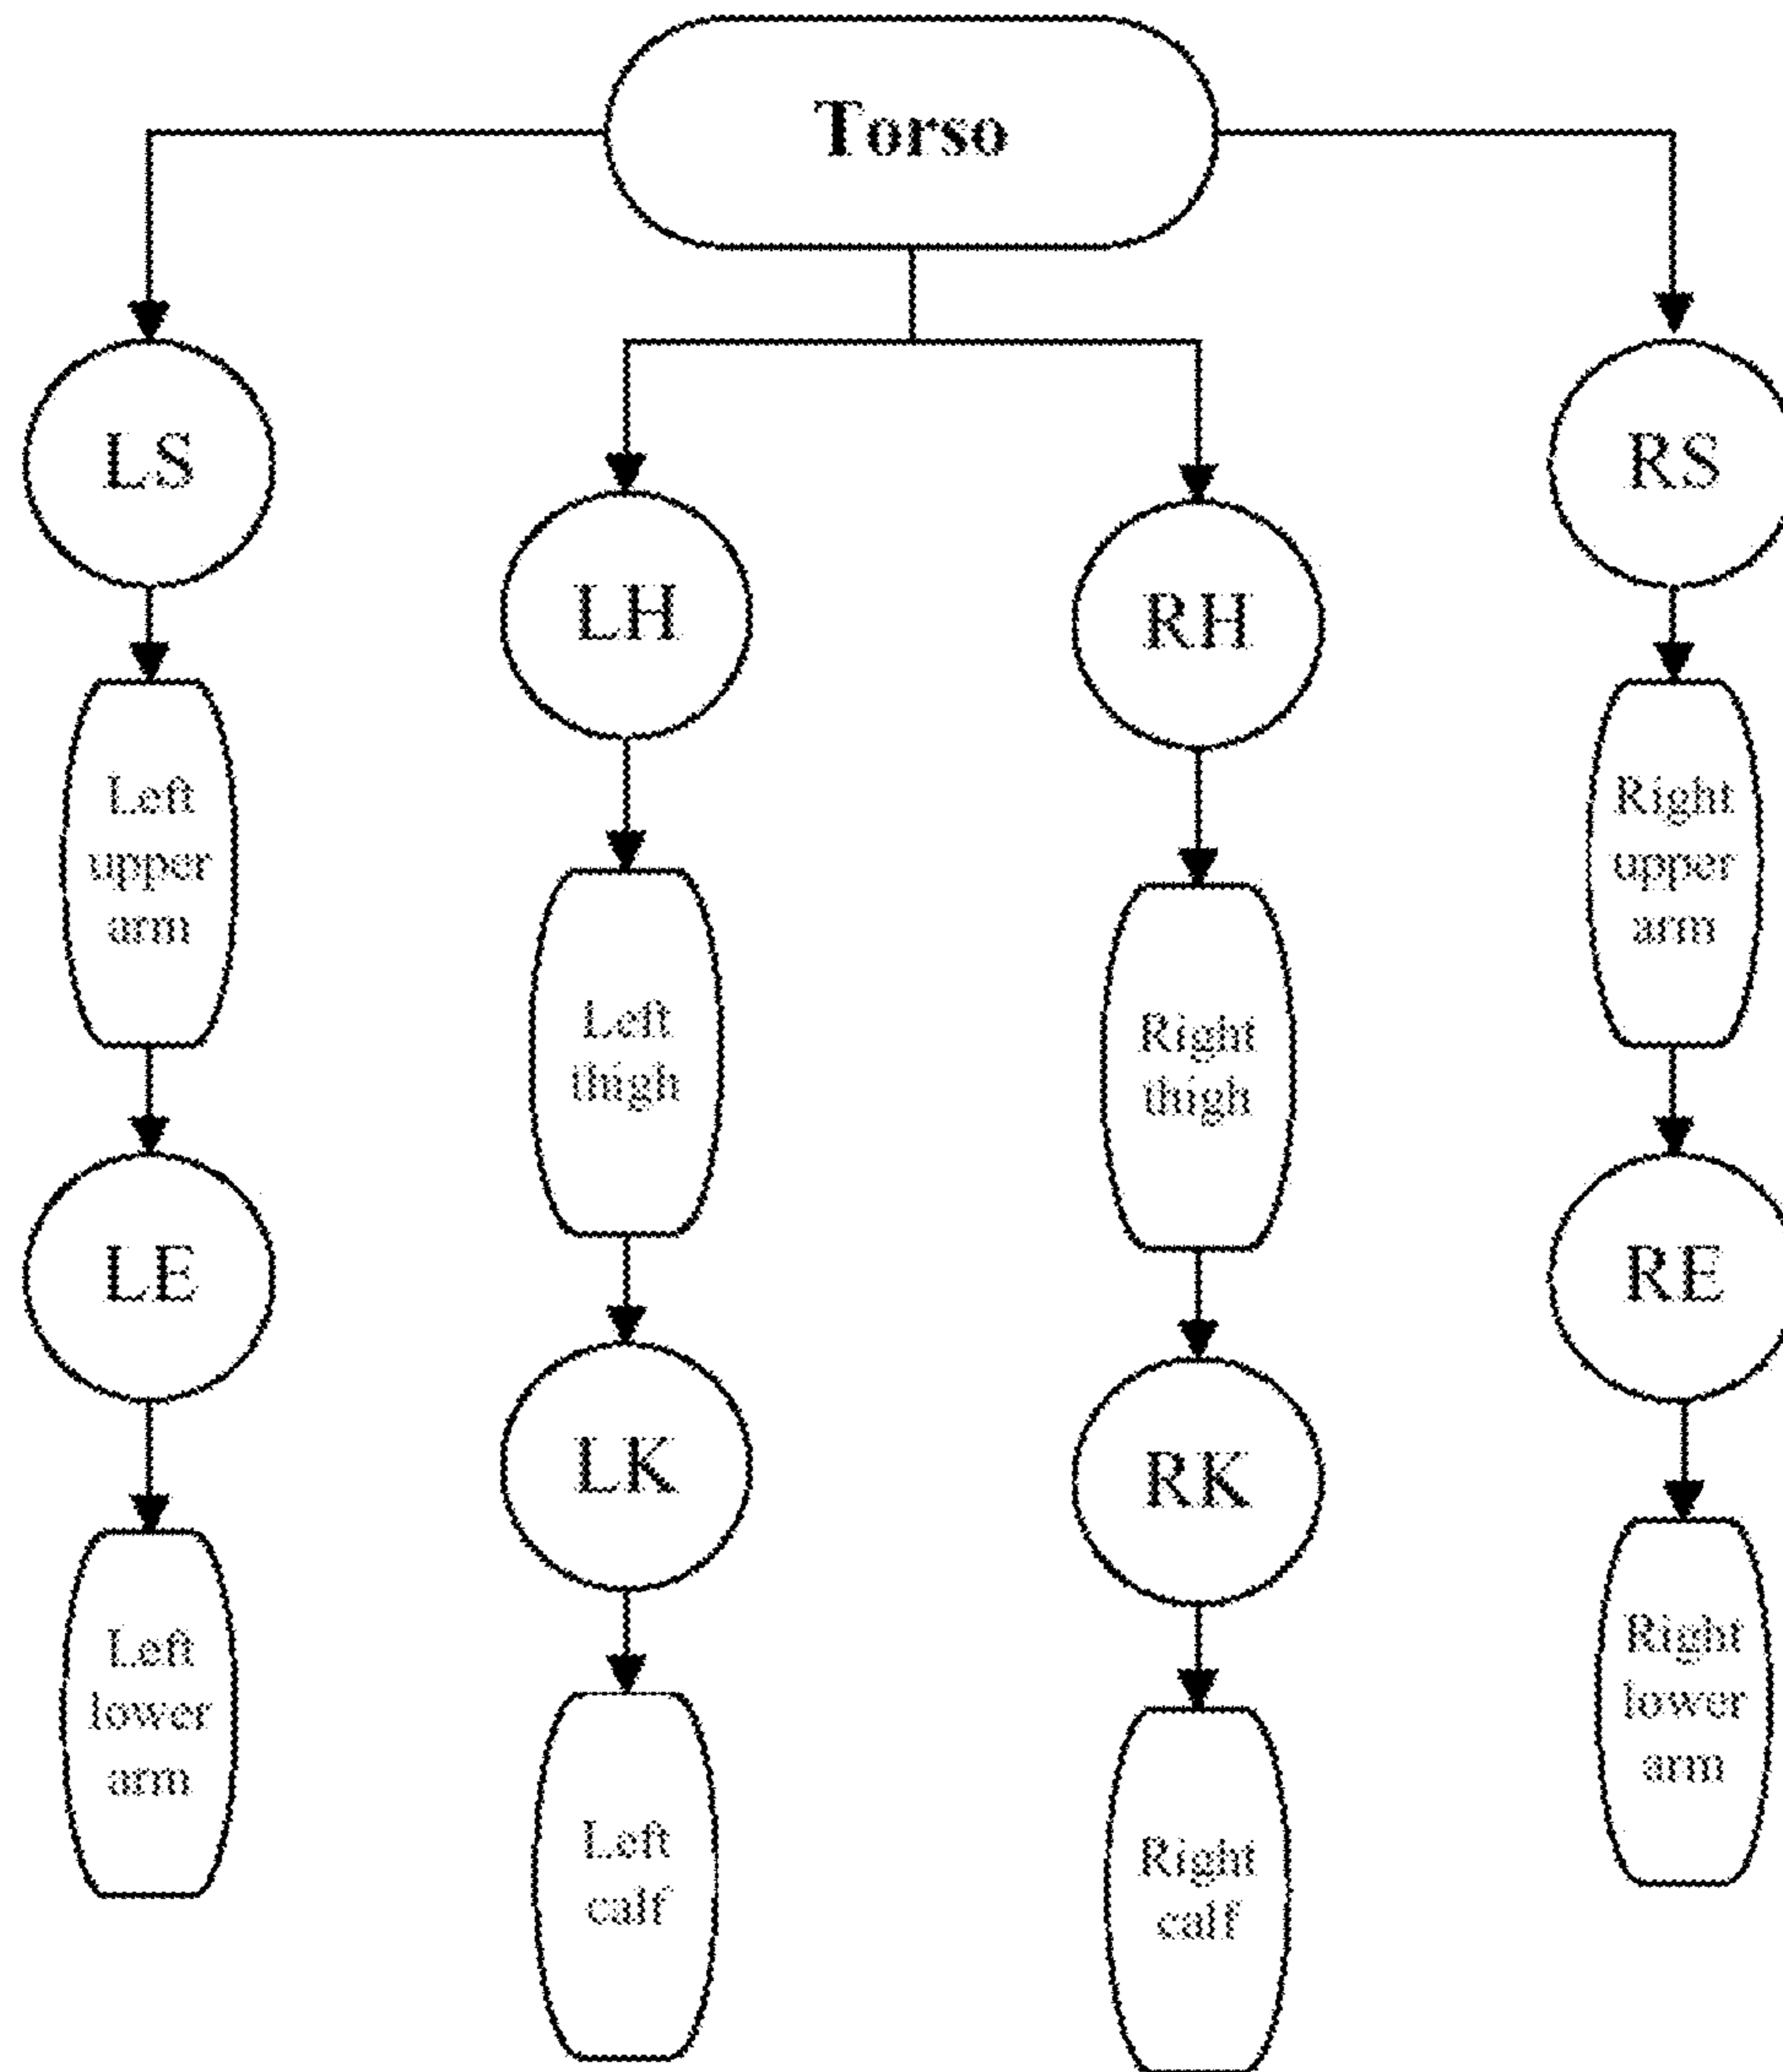 Torso
LS
RS
LH
RH
Left
upper
arm
Right
upper
arm
Left
thigh
Right
thigh
LE
RE
LK
RK
Left
lower
arm
Right
lower
arm
Left
calf
Right
calf